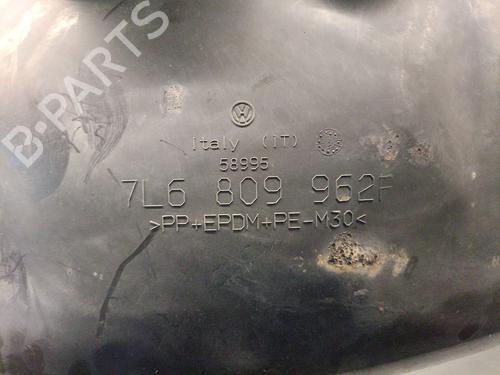 B-PARTS
italy (IT)
58995
7L6 809 962F
>PP+EPDM+PE-M30<